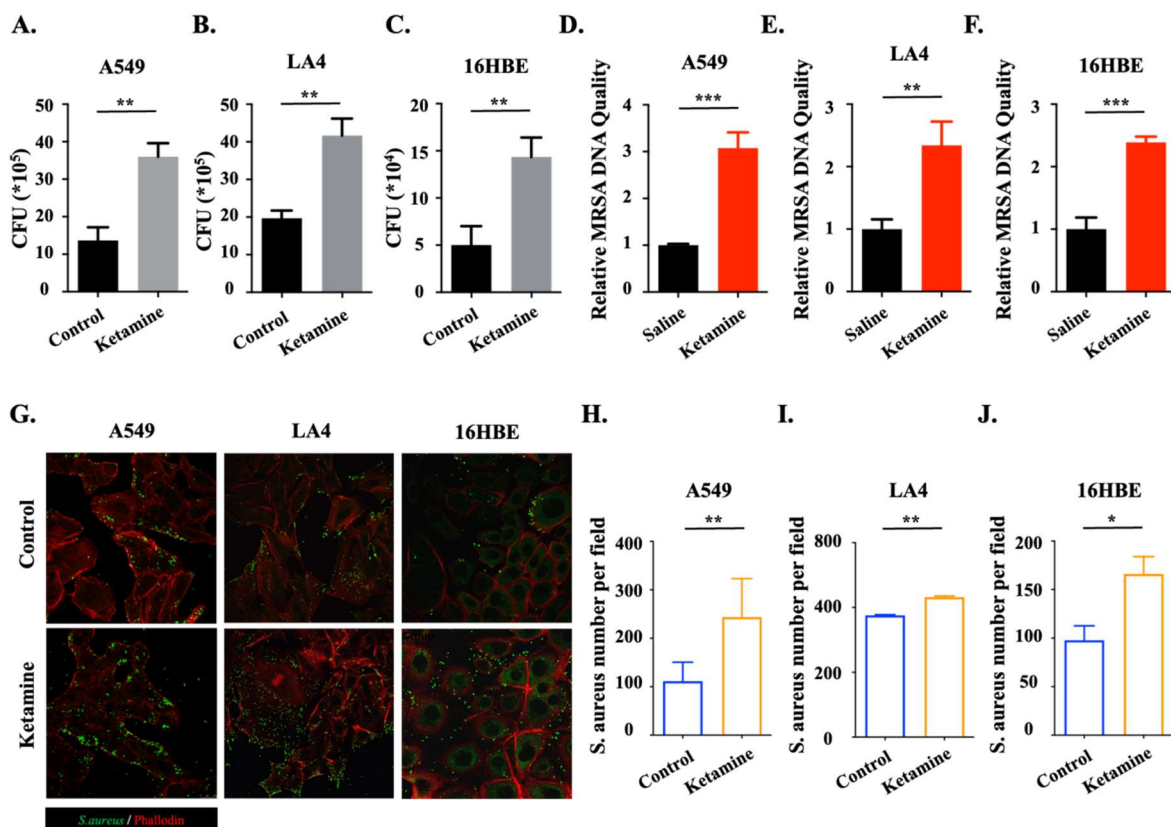 A.
A549
**
CFU (*10⁵)
50
40
30
20
10
0
Control
Ketamine
B.
LA4
**
CFU (*10⁵)
50
40
30
20
10
0
Control
Ketamine
C.
16HBE
**
CFU (*10⁴)
20
15
10
5
0
Control
Ketamine
D.
A549
***
Relative MRSA DNA Quality
4
3
2
1
0
Saline
Ketamine
E.
LA4
**
Relative MRSA DNA Quality
3
2
1
0
Saline
Ketamine
F.
16HBE
***
Relative MRSA DNA Quality
3
2
1
0
Saline
Ketamine
G.
A549
LA4
16HBE
Control
Ketamine
S.aureus / Phallodin
H.
A549
**
S. aureus number per field
400
300
200
100
0
Control
Ketamine
I.
LA4
**
S. aureus number per field
800
600
400
200
0
Control
Ketamine
J.
16HBE
*
S. aureus number per field
200
150
100
50
0
Control
Ketamine